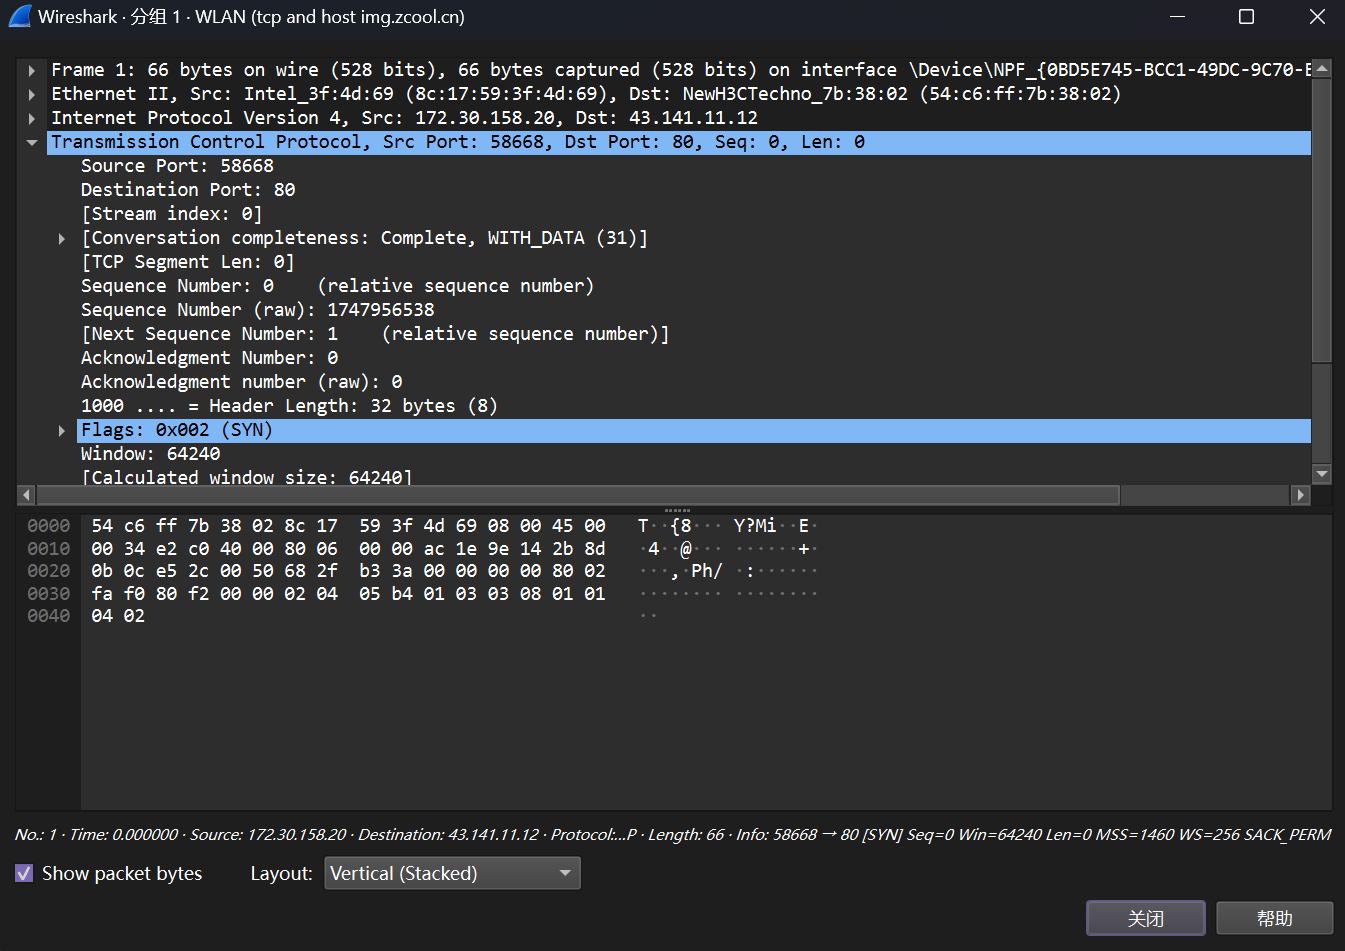 Wireshark · 分组 1 · WLAN (tcp and host img.zcool.cn)
Frame 1: 66 bytes on wire (528 bits), 66 bytes captured (528 bits) on interface \Device\NPF_{0BD5E745-BCC1-49DC-9C70-E
Ethernet II, Src: Intel_3f:4d:69 (8c:17:59:3f:4d:69), Dst: NewH3CTechno_7b:38:02 (54:c6:ff:7b:38:02)
Internet Protocol Version 4, Src: 172.30.158.20, Dst: 43.141.11.12
Transmission Control Protocol, Src Port: 58668, Dst Port: 80, Seq: 0, Len: 0
Source Port: 58668
Destination Port: 80
[Stream index: 0]
[Conversation completeness: Complete, WITH_DATA (31)]
[TCP Segment Len: 0]
Sequence Number: 0    (relative sequence number)
Sequence Number (raw): 1747956538
[Next Sequence Number: 1    (relative sequence number)]
Acknowledgment Number: 0
Acknowledgment number (raw): 0
1000 .... = Header Length: 32 bytes (8)
Flags: 0x002 (SYN)
Window: 64240
[Calculated window size: 64240]
0000 54 c6 ff 7b 38 02 8c 17  59 3f 4d 69 08 00 45 00   T··{8··· Y?Mi··E·
0010 00 34 e2 c0 40 00 80 06  00 00 ac 1e 9e 14 2b 8d   ·4··@··· ······+·
0020 0b 0c e5 2c 00 50 68 2f  b3 3a 00 00 00 00 80 02   ···,·Ph/ ·:······
0030 fa f0 80 f2 00 00 02 04  05 b4 01 03 03 08 01 01   ········ ········
0040 04 02   ··
No.: 1 · Time: 0.000000 · Source: 172.30.158.20 · Destination: 43.141.11.12 · Protocol:...P · Length: 66 · Info: 58668 → 80 [SYN] Seq=0 Win=64240 Len=0 MSS=1460 WS=256 SACK_PERM
Show packet bytes Layout: Vertical (Stacked)
关闭 帮助